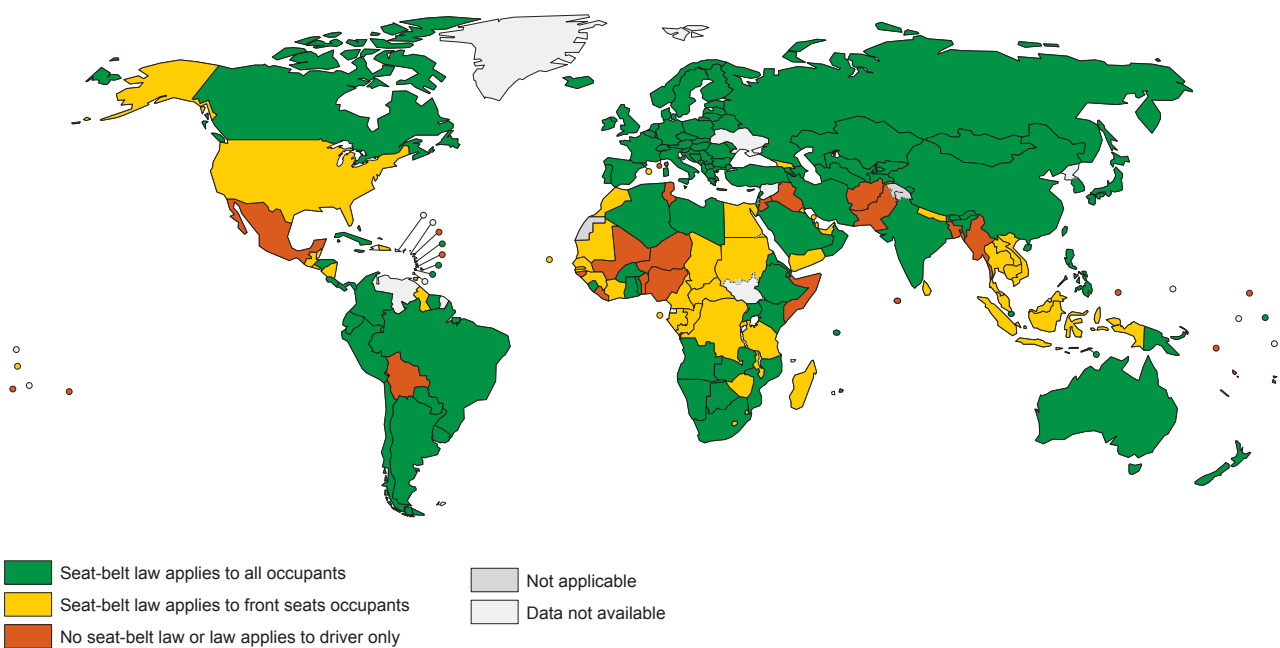 Seat-belt law applies to all occupants
Seat-belt law applies to front seats occupants
No seat-belt law or law applies to driver only
Not applicable
Data not available